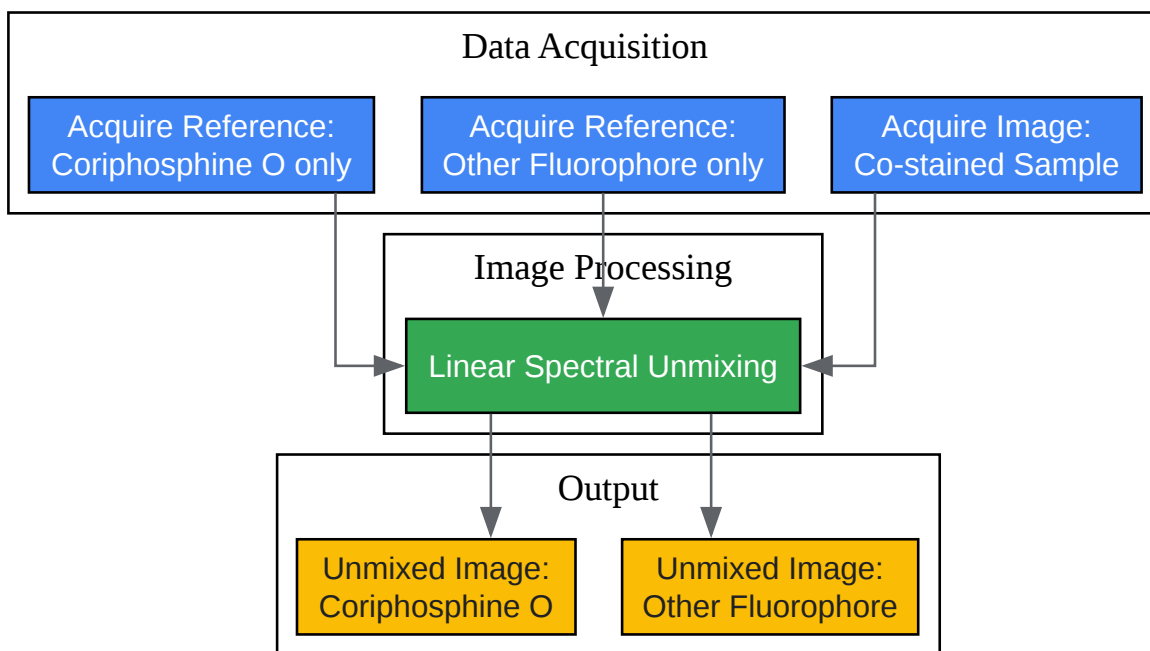 Data Acquisition
Acquire Reference:
Coriphosphine O only
Acquire Reference:
Other Fluorophore only
Acquire Image:
Co-stained Sample
Image Processing
Linear Spectral Unmixing
Output
Unmixed Image:
Coriphosphine O
Unmixed Image:
Other Fluorophore